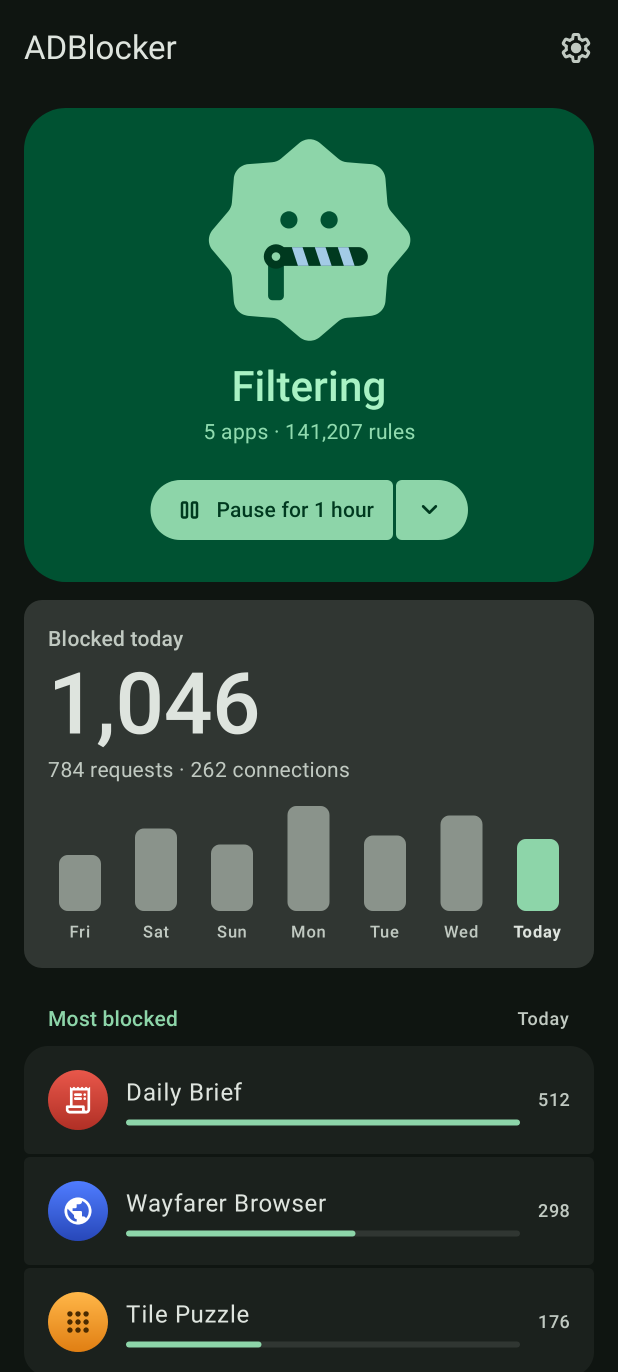 ADBlocker
Filtering
5 apps · 141,207 rules
Pause for 1 hour
Blocked today
1,046
784 requests · 262 connections
Fri Sat Sun Mon Tue Wed Today
Most blocked Today
Daily Brief 512
Wayfarer Browser 298
Tile Puzzle 176